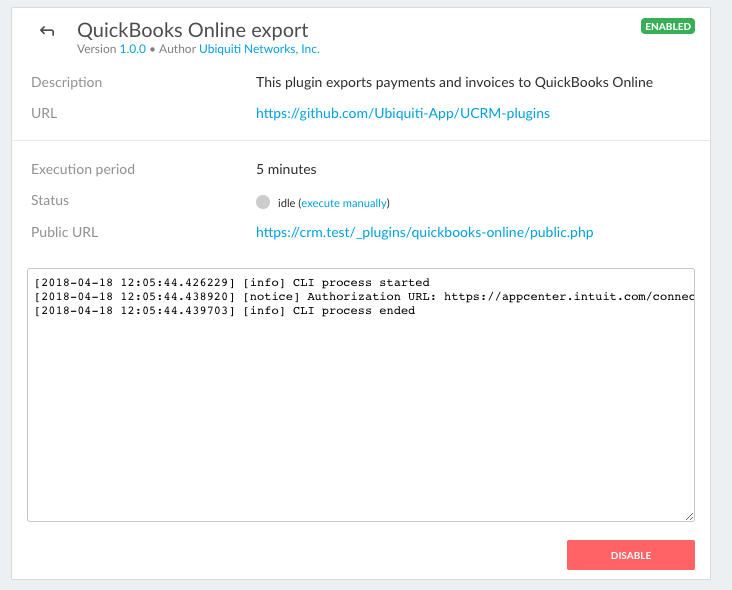 QuickBooks Online export
ENABLED
Version 1.0.0 • Author Ubiquiti Networks, Inc.
Description This plugin exports payments and invoices to QuickBooks Online
URL https://github.com/Ubiquiti-App/UCRM-plugins
Execution period 5 minutes
Status idle (execute manually)
Public URL https://crm.test/_plugins/quickbooks-online/public.php
[2018-04-18 12:05:44.426229] [info] CLI process started
[2018-04-18 12:05:44.438920] [notice] Authorization URL: https://appcenter.intuit.com/connec
[2018-04-18 12:05:44.439703] [info] CLI process ended
DISABLE